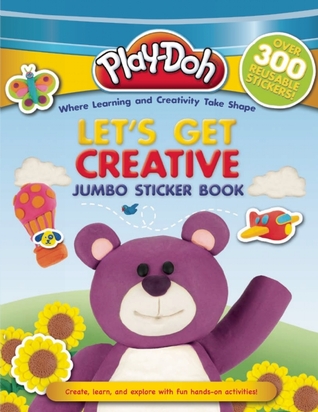 PLAY-DOH
OVER
300
REUSABLE
STICKERS!
Where Learning and Creativity Take Shape
LET'S GET
CREATIVE
JUMBO STICKER BOOK
Create, learn, and explore with fun hands-on activities!